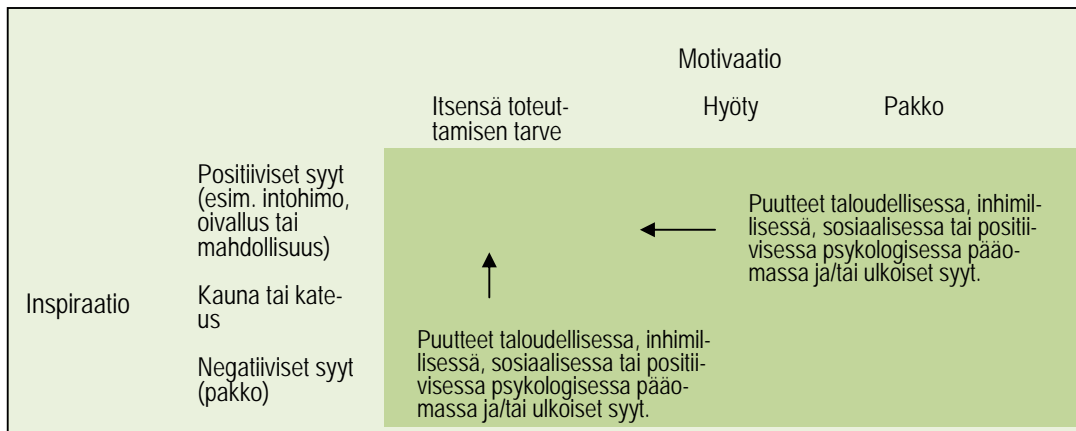 Motivaatio
Itsensä toteut-
tamisen tarve
Hyöty
Pakko
Positiiviset syyt
(esim. intohimo,
oivallus tai
mahdollisuus)
Puutteet taloudellisessa, inhimil-
lisessä, sosiaalisessa tai positii-
visessa psykologisessa pääo-
massa ja/tai ulkoiset syyt.
Inspiraatio
Kauna tai kate-
us
Negatiiviset syyt
(pakko)
Puutteet taloudellisessa, inhimil-
lisessä, sosiaalisessa tai positii-
visessa psykologisessa pääo-
massa ja/tai ulkoiset syyt.